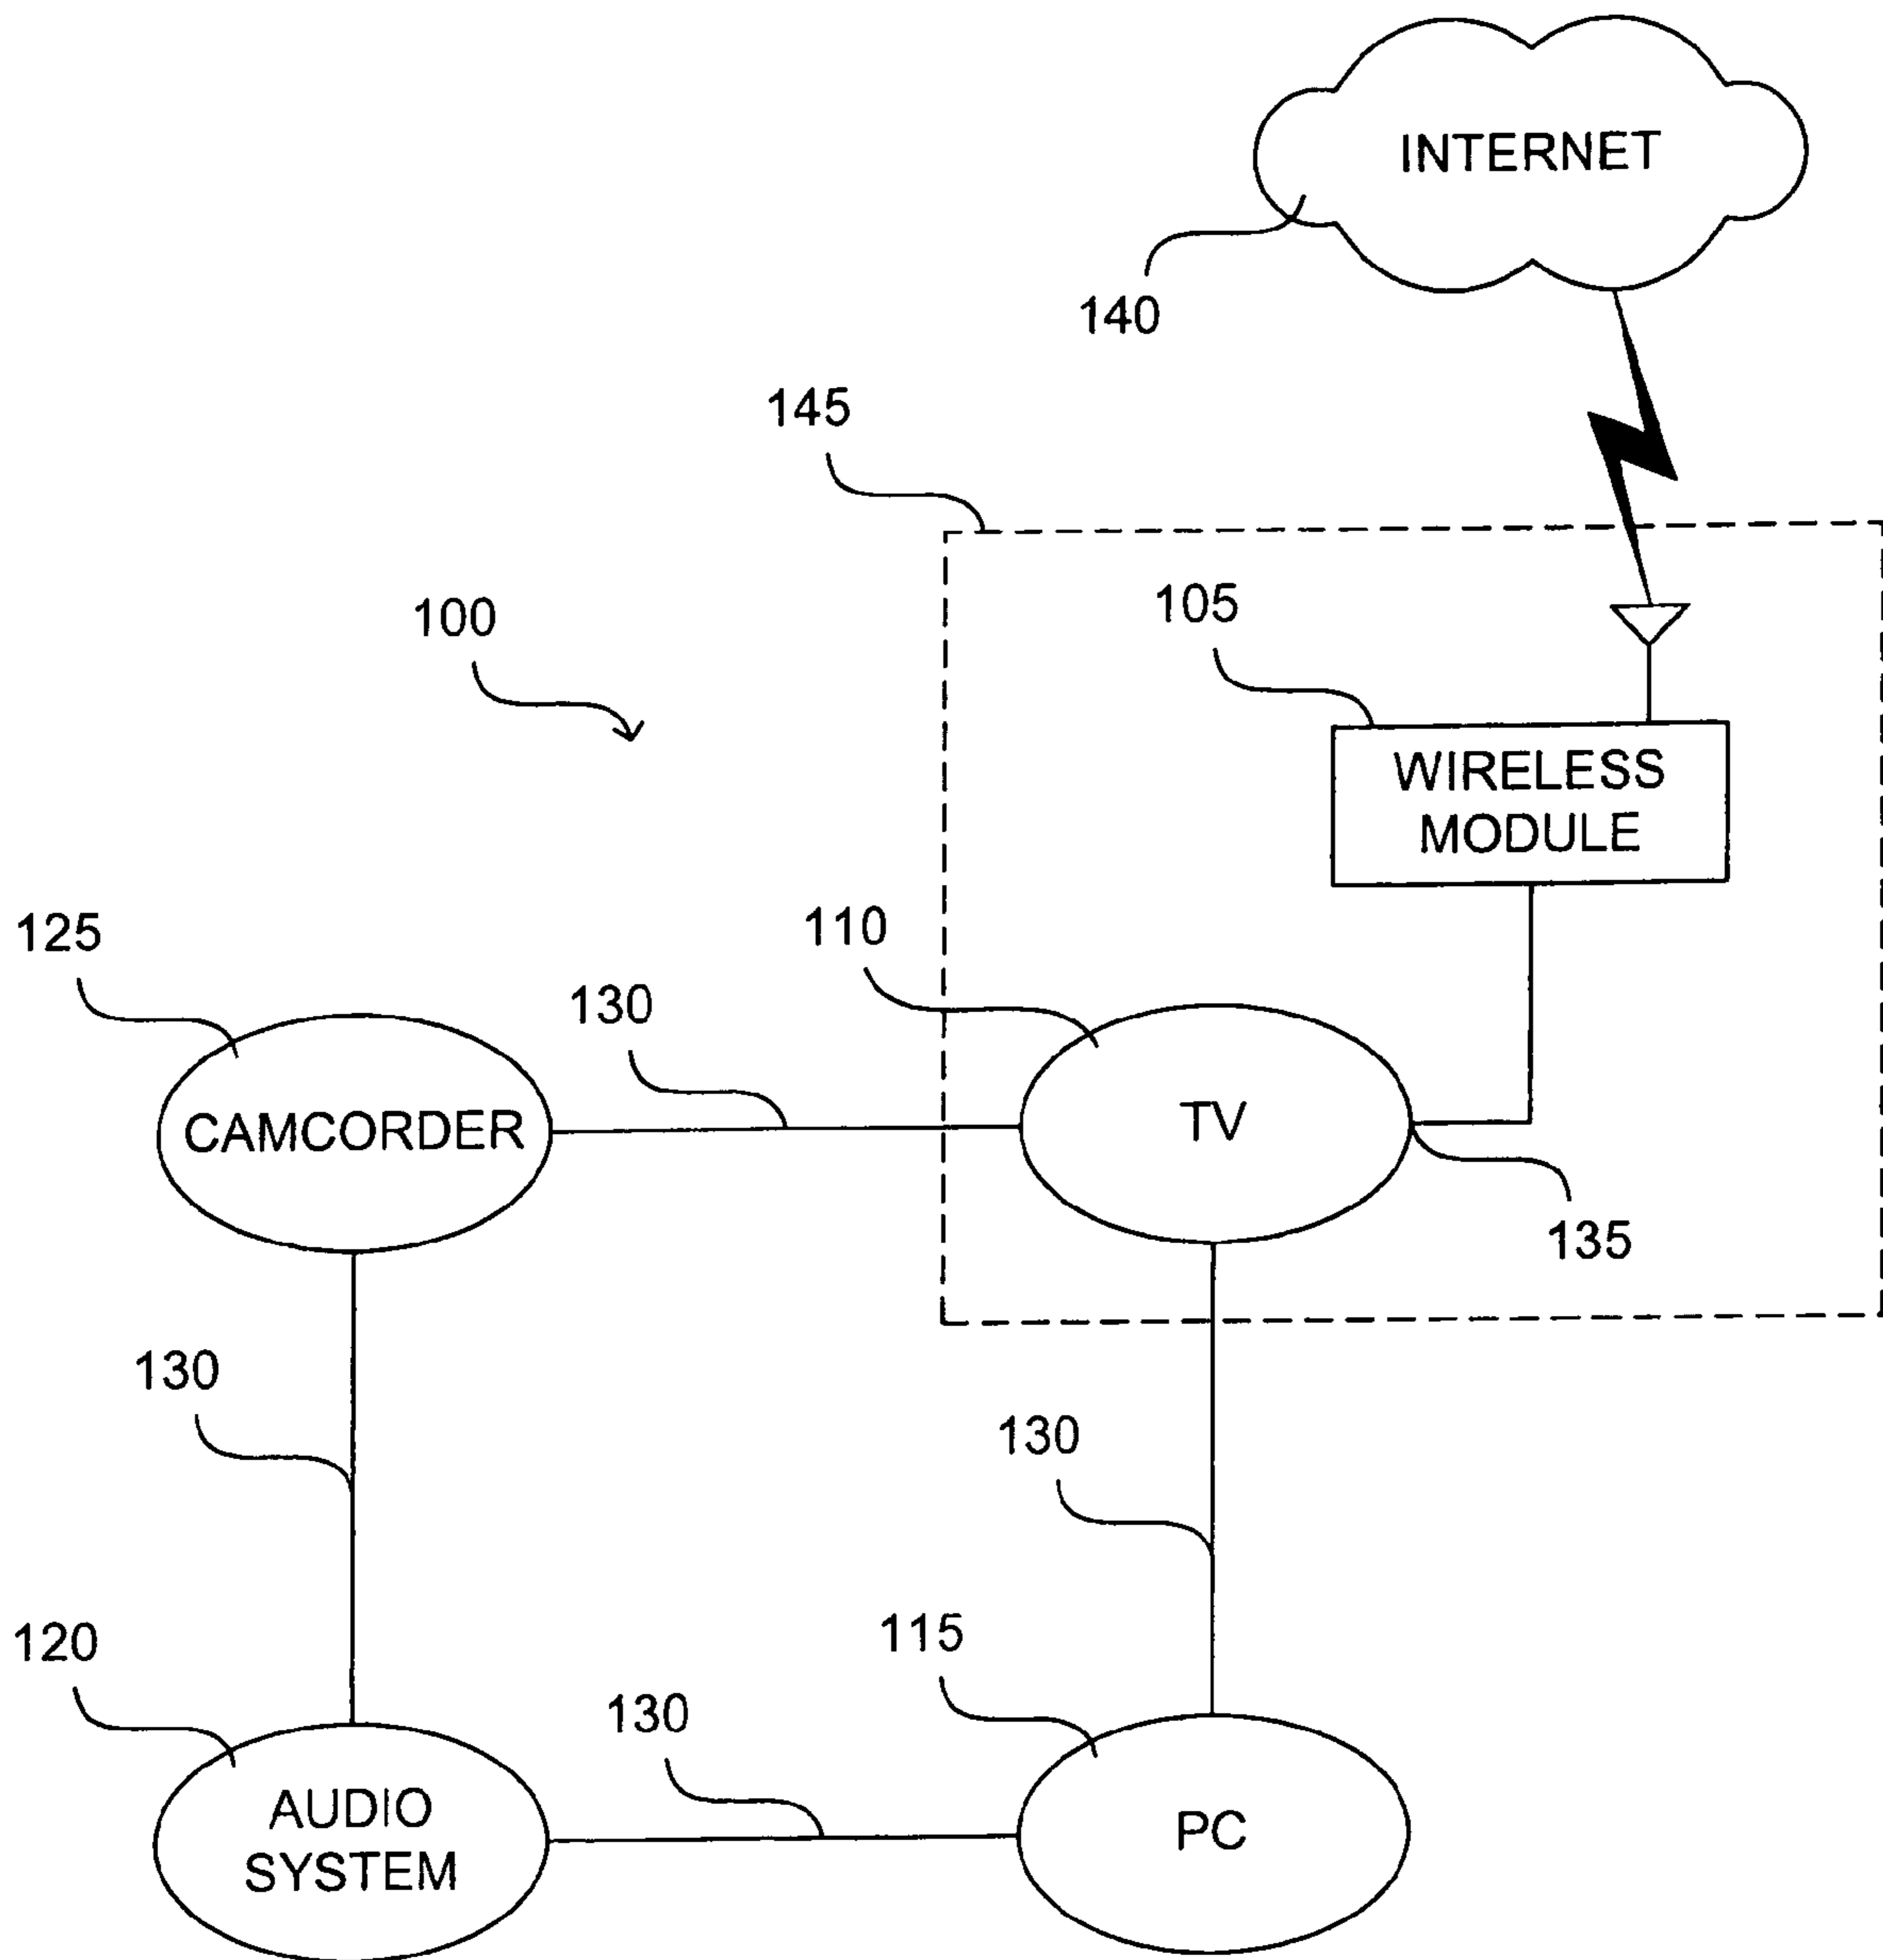 INTERNET
140
145
100
105
WIRELESS
MODULE
125
130
110
CAMCORDER
TV
135
130
130
120
130
115
AUDIO
SYSTEM
PC